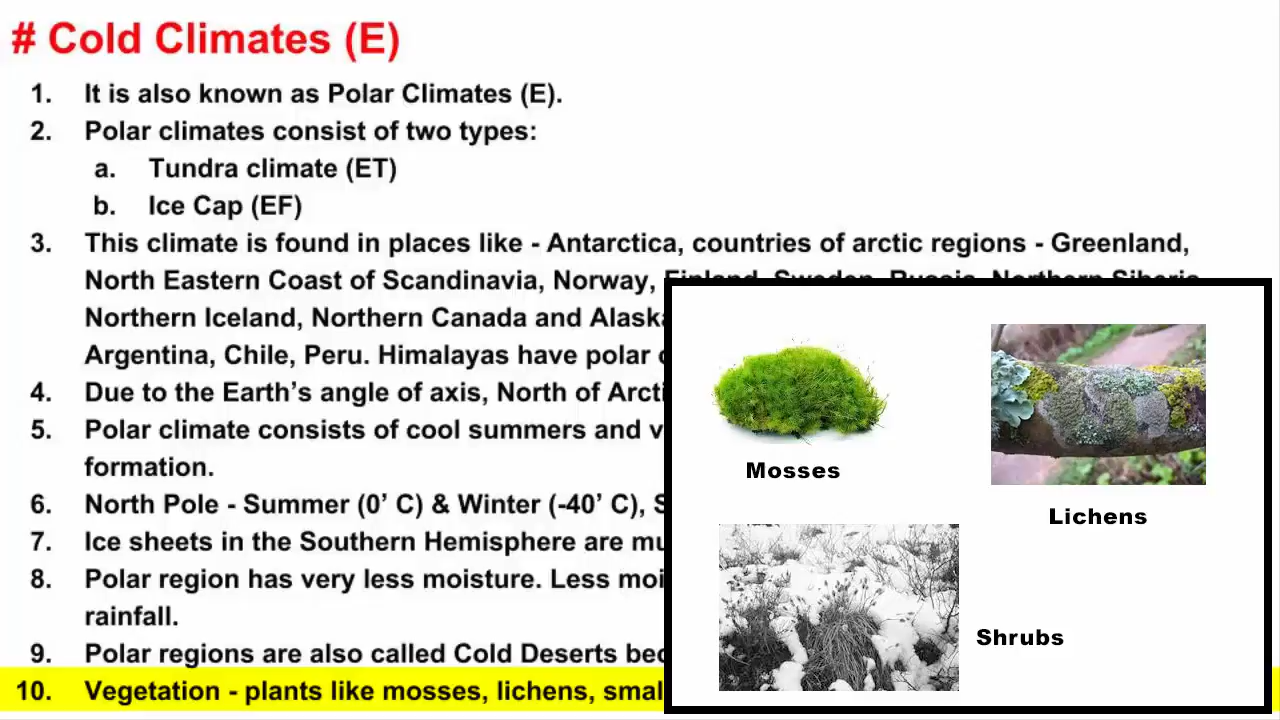 # Cold Climates (E)
1. It is also known as Polar Climates (E).
2. Polar climates consist of two types:
a. Tundra climate (ET)
b. Ice Cap (EF)
3. This climate is found in places like - Antarctica, countries of arctic regions - Greenland,
North Eastern Coast of Scandinavia, Norway, Finland, Sweden, Russia, Northern Siberia
Northern Iceland, Northern Canada and Alaska
Argentina, Chile, Peru. Himalayas have polar
4. Due to the Earth’s angle of axis, North of
5. Polar climate consists of cool summers and
formation.
6. North Pole - Summer (0’ C) & Winter (-40’ C),
7. Ice sheets in the Southern Hemisphere are
8. Polar region has very less moisture. Less
rainfall.
9. Polar regions are also called Cold Deserts
10. Vegetation - plants like mosses, lichens,
Mosses
Lichens
Shrubs